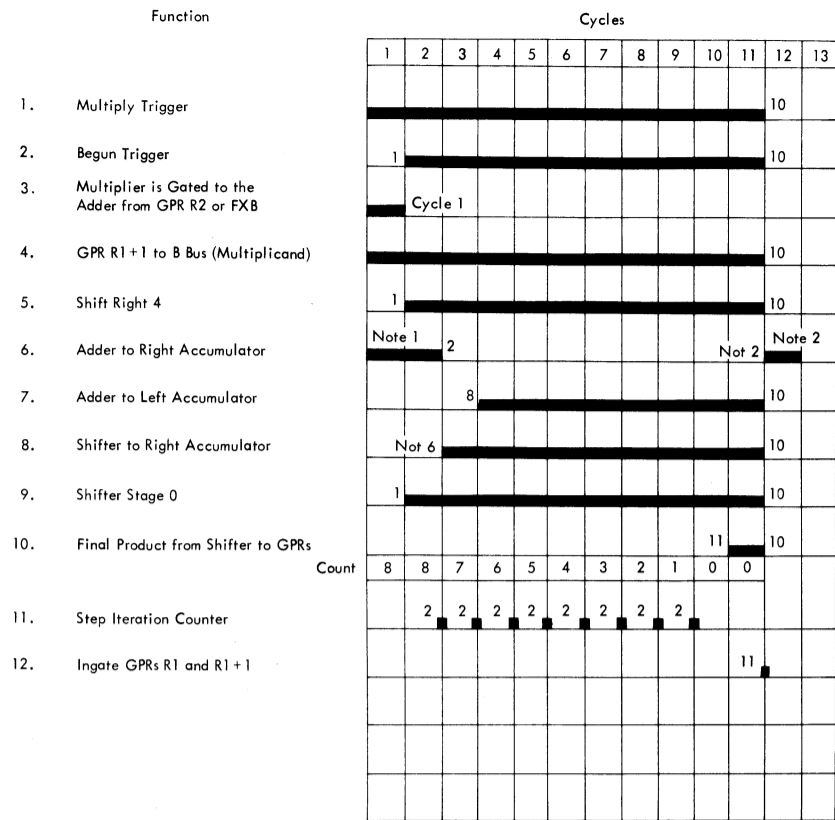 Function
Cycles
1 2 3 4 5 6 7 8 9 10 11 12 13
1. Multiply Trigger 10
2. Begun Trigger 1 10
3. Multiplier is Gated to the
Adder from GPR R2 or FXB Cycle 1
4. GPR R1+1 to B Bus (Multiplicand) 10
5. Shift Right 4 1 10
Note 1 Note 2
6. Adder to Right Accumulator 2 Not 2
7. Adder to Left Accumulator 8 10
8. Shifter to Right Accumulator Not 6 10
9. Shifter Stage 0 1 10
10. Final Product from Shifter to GPRs 11 10
Count 8 8 7 6 5 4 3 2 1 0 0
11. Step Iteration Counter 2 2 2 2 2 2 2 2
12. Ingate GPRs R1 and R1+1 11